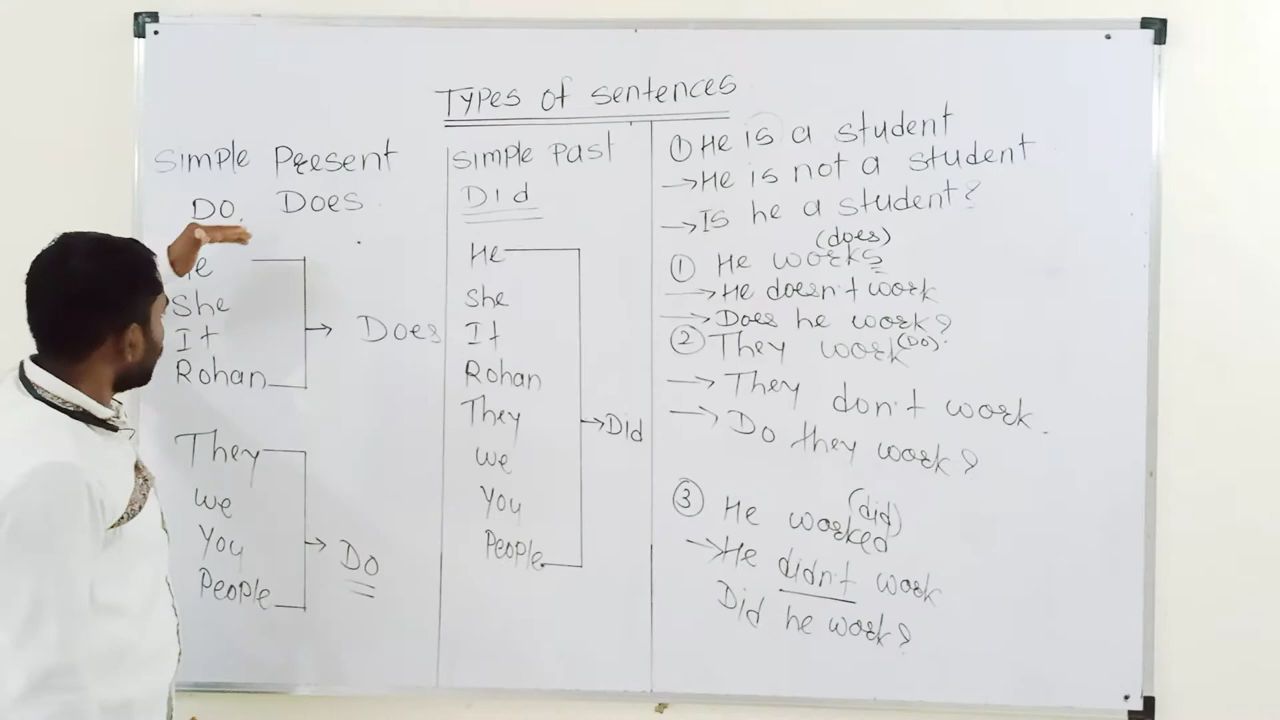 Types of sentences
Simple Present
Do. Does
He
She
It
Rohan
Does
They
we
You
People
Do
Simple Past
Did
He
She
It
Rohan
They
we
You
People
Did
① He is a student
→He is not a student
→Is he a student?
(does)
① He works
→He doesn't work
→Does he work?
② They work (Do).
→ They don't work.
→ Do they work?
(did)
③ He worked
→He didn't work
Did he work?